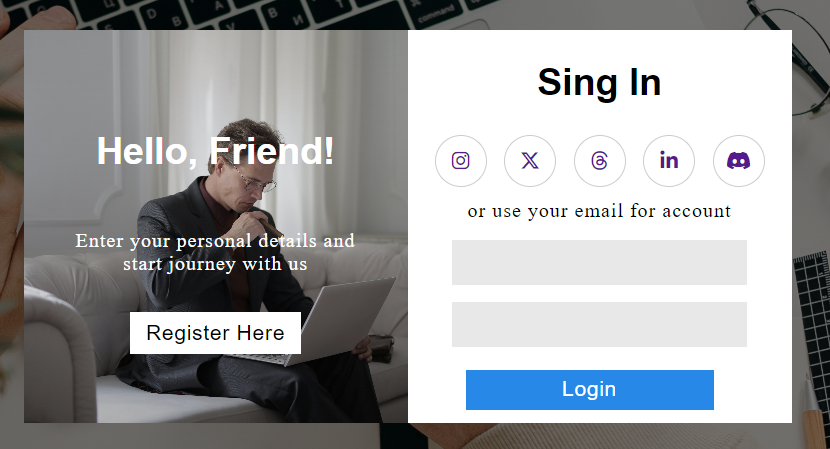 Hello, Friend!
Enter your personal details and
start journey with us
Register Here
Sing In
or use your email for account
Login